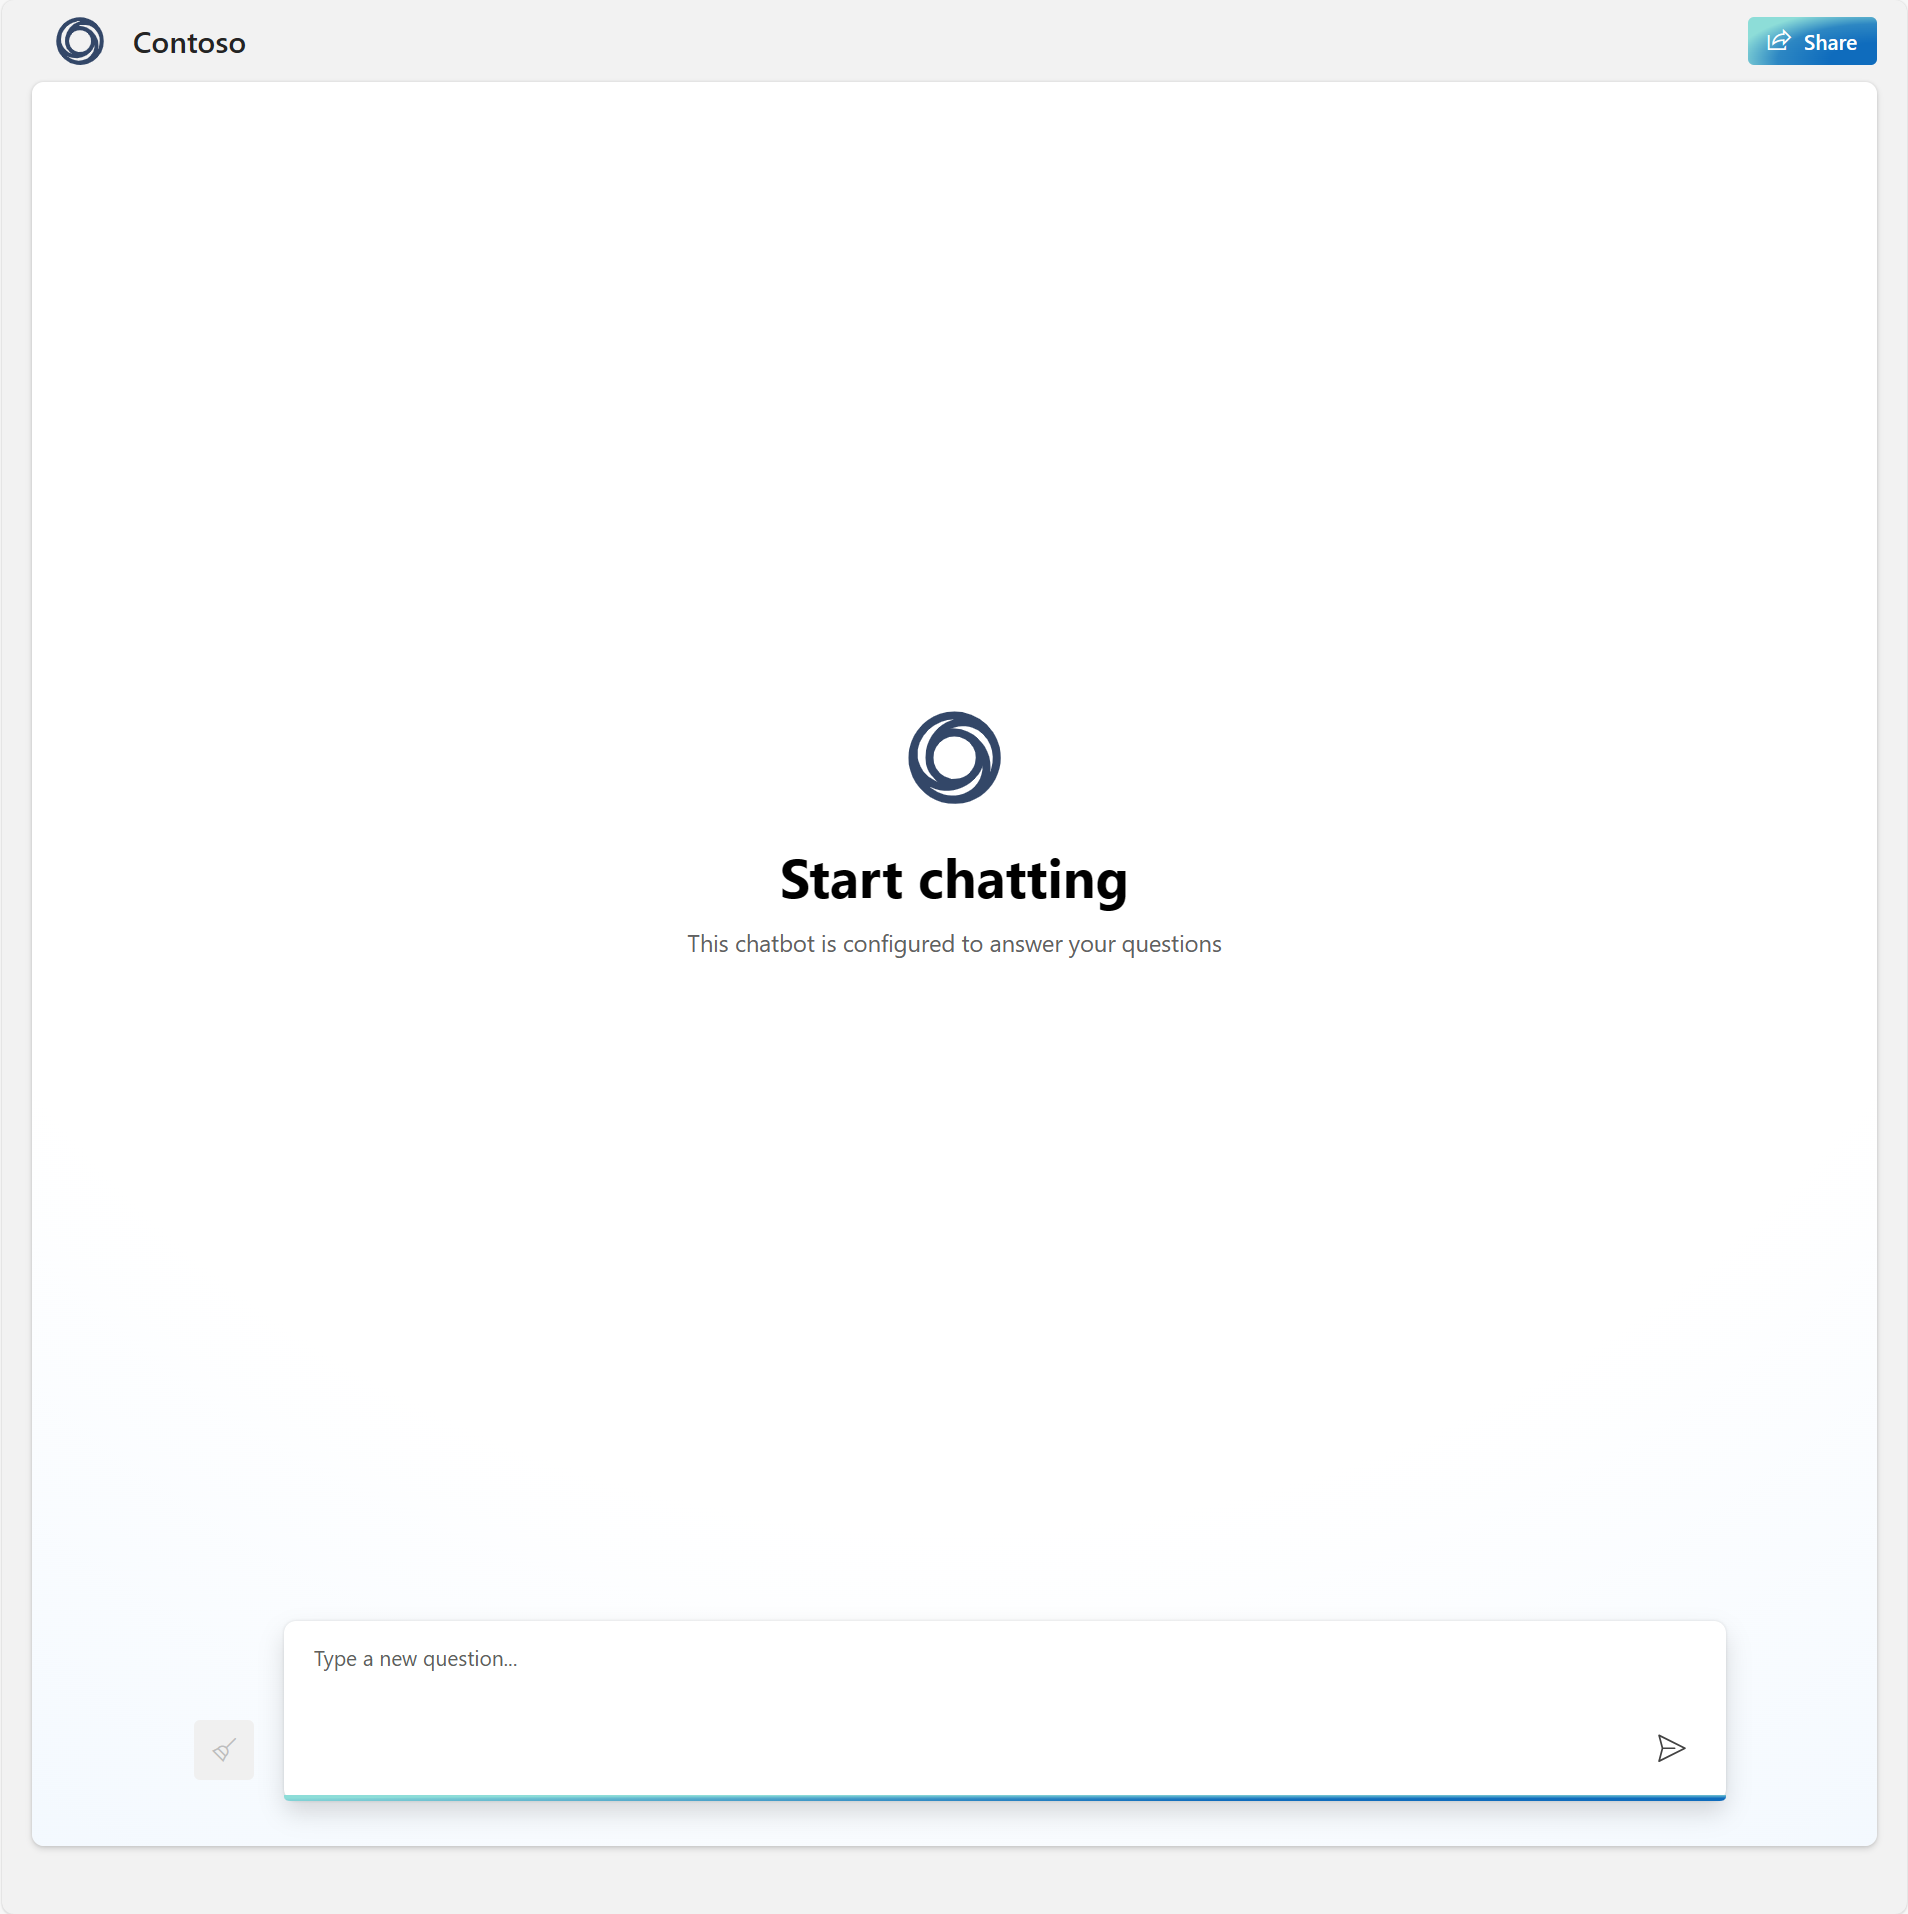 Contoso
Share
Start chatting
This chatbot is configured to answer your questions
Type a new question...